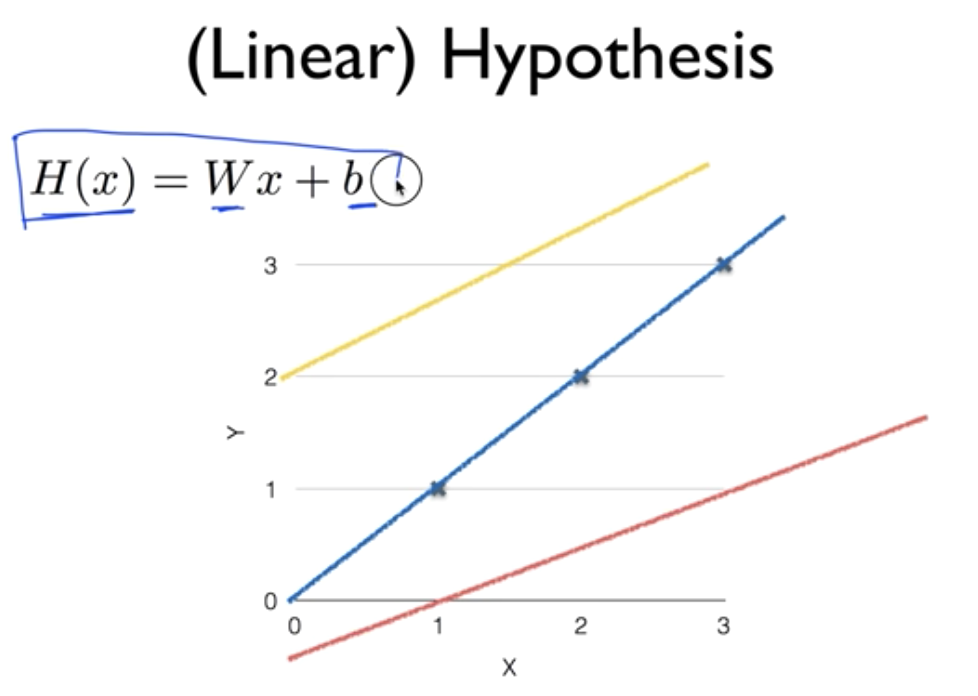 (Linear) Hypothesis
H(x) = Wx + b
3
2
Y
1
0
0 1 2 3
X